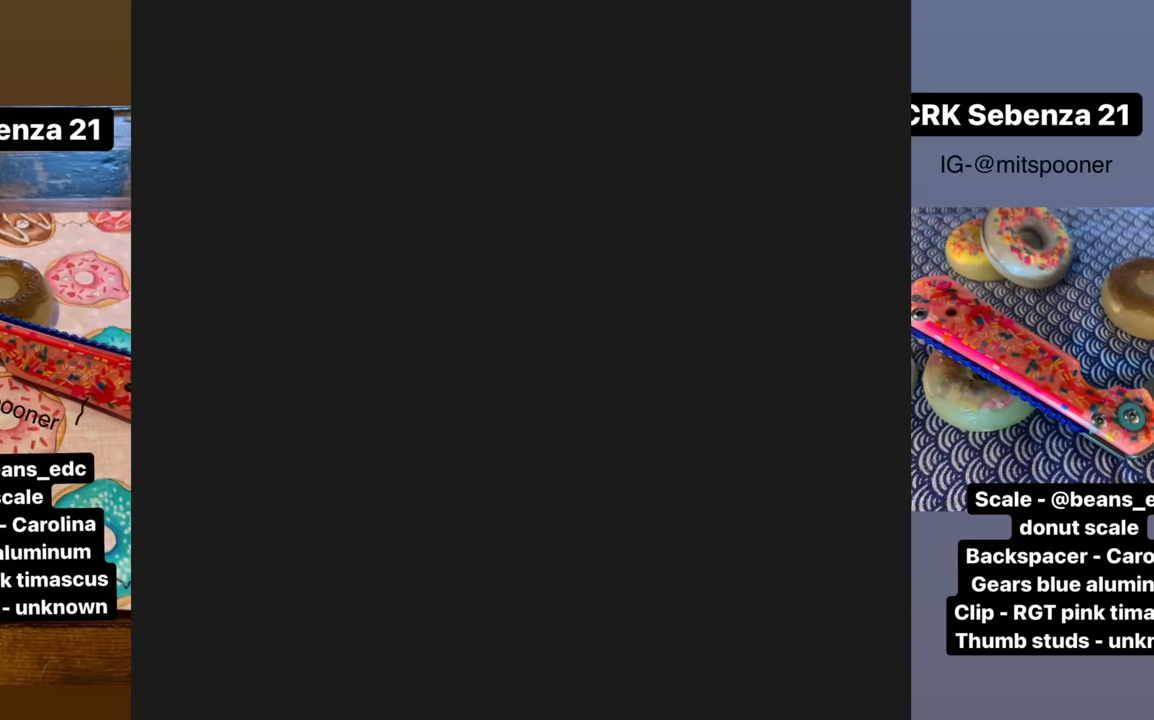 enza 21
ooner
ans_edc
scale
- Carolina
aluminum
k timascus
- unknown
CRK Sebenza 21
IG-@mitspooner
Scale - @beans_e
donut scale
Backspacer - Caro
Gears blue alumin
Clip - RGT pink tima
Thumb studs - unkn